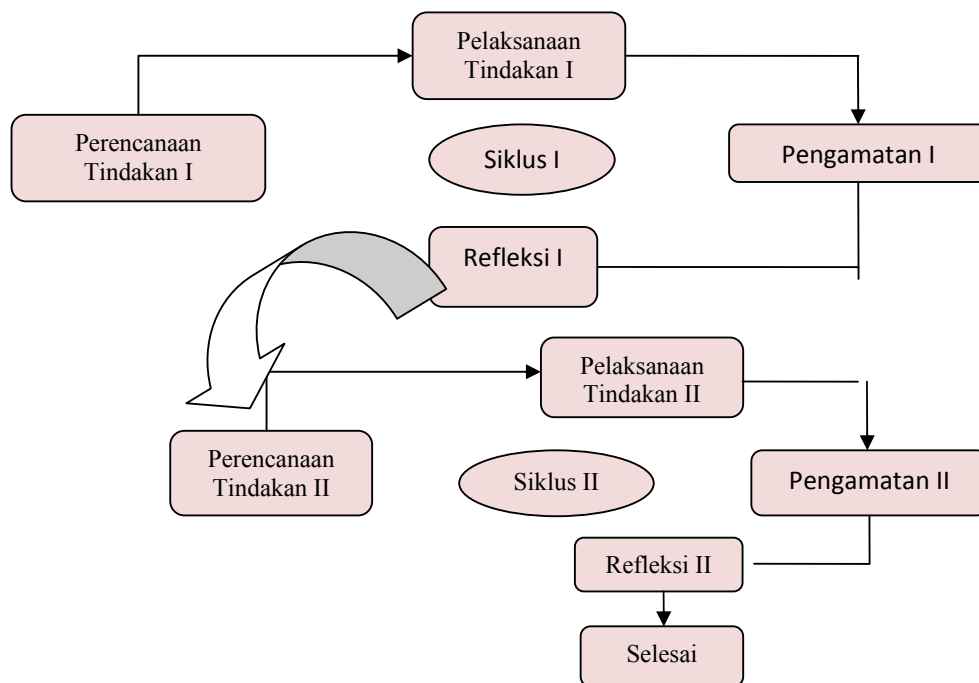 Pelaksanaan
Tindakan I
Perencanaan
Tindakan I
Siklus I
Pengamatan I
Refleksi I
Pelaksanaan
Tindakan II
Perencanaan
Tindakan II
Siklus II
Pengamatan II
Refleksi II
Selesai